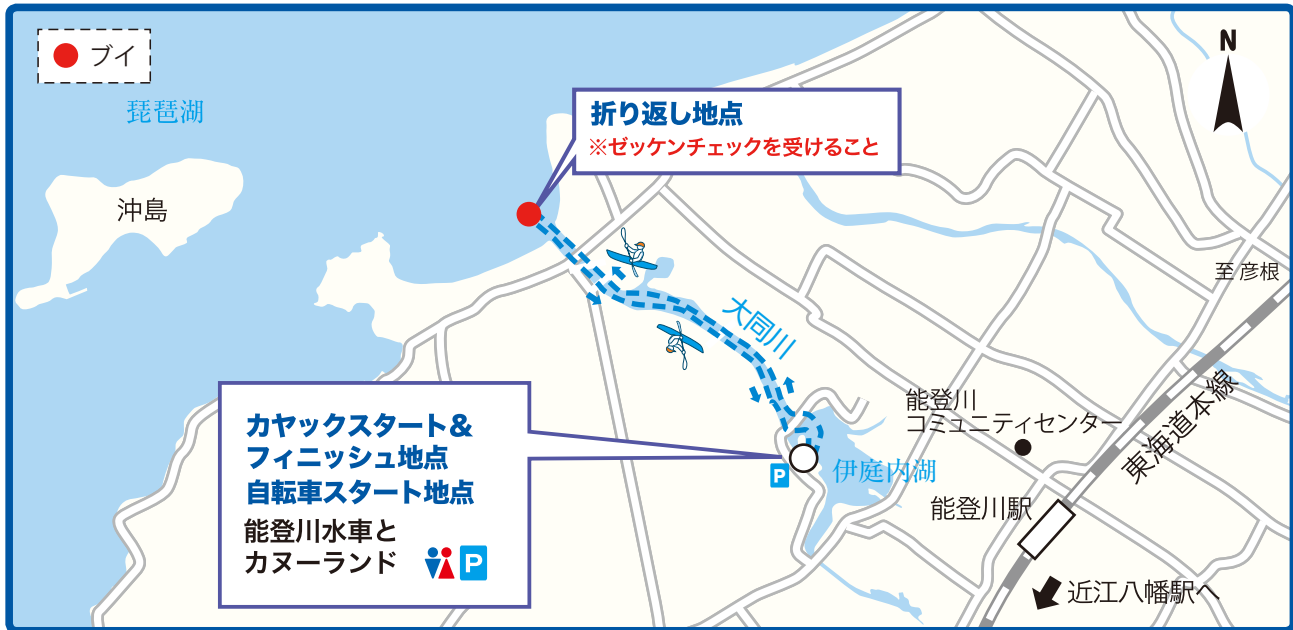 ブイ
N
琵琶湖
折り返し地点
※ゼッケンチェックを受けること
沖島
至 彦根
大同川
カヤックスタート&
フィニッシュ地点
自転車スタート地点
能登川水車と
カヌーランド
P
P
伊庭内湖
能登川
コミュニティセンター
東海道本線
能登川駅
近江八幡駅へ